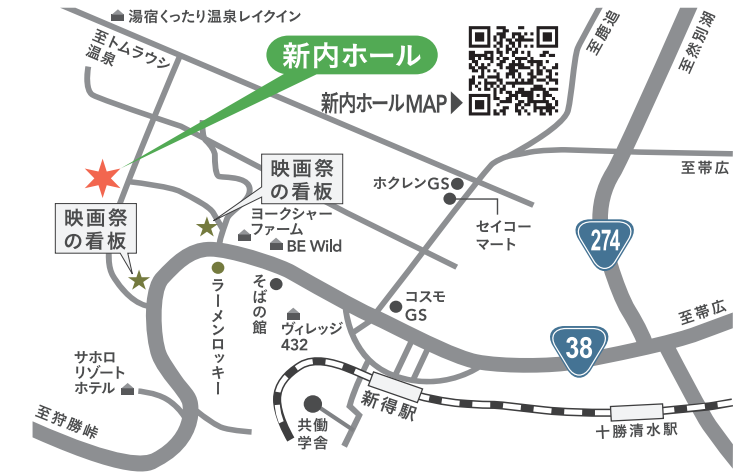 湯宿くったり温泉レイクイン
至トムラウシ
温泉
新内ホール
新内ホールMAP▶
至鹿追
至然別湖
至帯広
映画祭
の看板
映画祭
の看板
ホクレンGS
セイコー
マート
ヨークシャー
ファーム
BE Wild
274
ラーメンロッキー
そばの館
コスモ
GS
ヴィレッジ
432
38
至帯広
サホロ
リゾート
ホテル
至狩勝峠
共働
学舎
新得駅
十勝清水駅